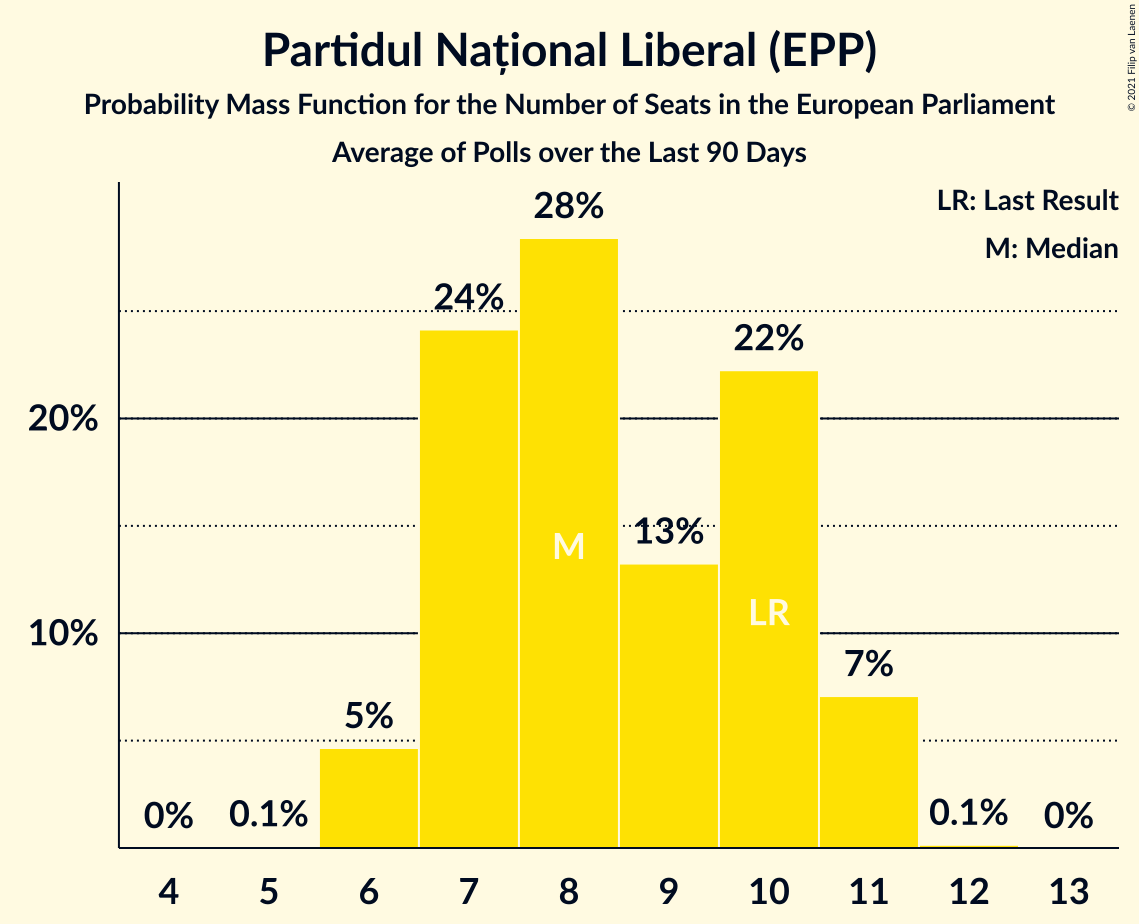 Partidul Național Liberal (EPP)
Probability Mass Function for the Number of Seats in the European Parliament
Average of Polls over the Last 90 Days
© 2021 Filip van Laenen
LR: Last Result
M: Median
28%
24%
22%
20%
13%
M
LR
10%
7%
5%
0%
0.1%
0.1%
0%
4 5 6 7 8 9 10 11 12 13